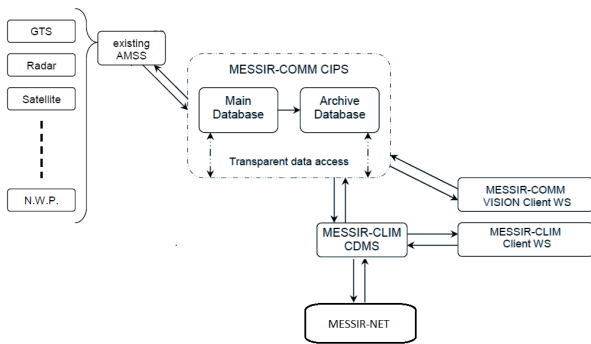 GTS
Radar
Satellite
N.W.P.
existing
AMSS
MESSIR-COMM CIPS
Main
Database
Archive
Database
Transparent data access
MESSIR-COMM
VISION Client WS
MESSIR-CLIM
CDMS
MESSIR-CLIM
Client WS
MESSIR-NET